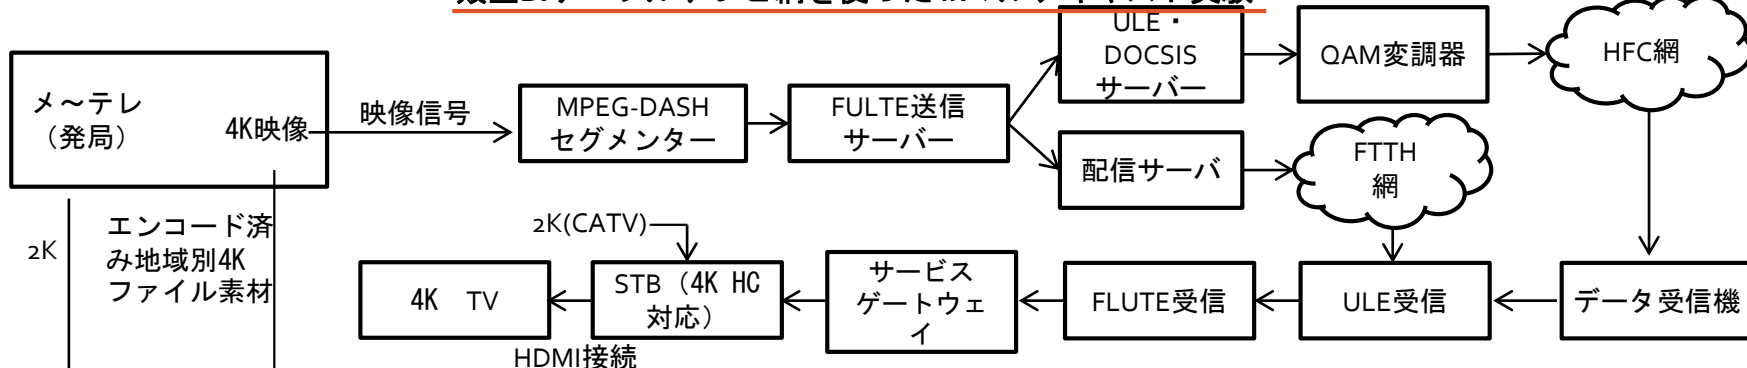 メ～テレ
（発局）
4K映像
映像信号
MPEG-DASH
セグメンター
FULTE送信
サーバー
ULE・
DOCSIS
サーバー
QAM変調器
HFC網
配信サーバ
FTTH
網
2K
エンコード済
み地域別4K
ファイル素材
2K(CATV)
4K　TV
STB（4K HC
対応）
サービス
ゲートウェ
イ
FLUTE受信
ULE受信
データ受信機
HDMI接続